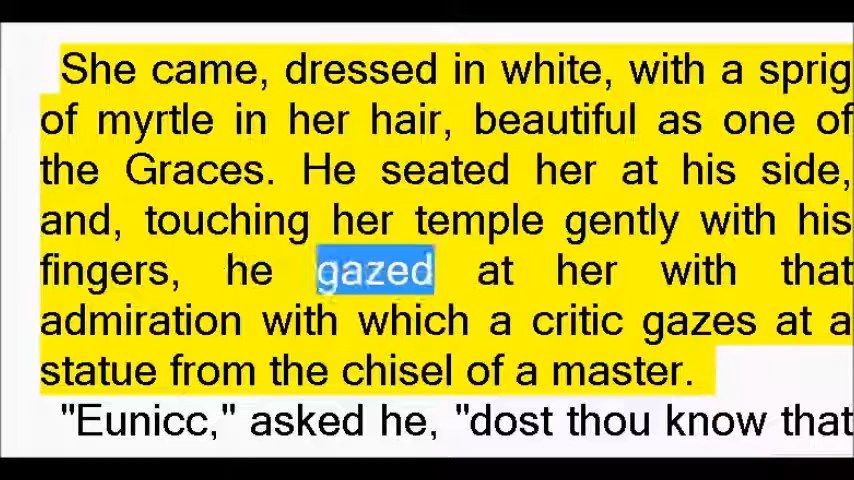 She came, dressed in white, with a sprig
of myrtle in her hair, beautiful as one of
the Graces. He seated her at his side,
and, touching her temple gently with his
fingers, he gazed at her with that
admiration with which a critic gazes at a
statue from the chisel of a master.
"Eunicc," asked he, "dost thou know that